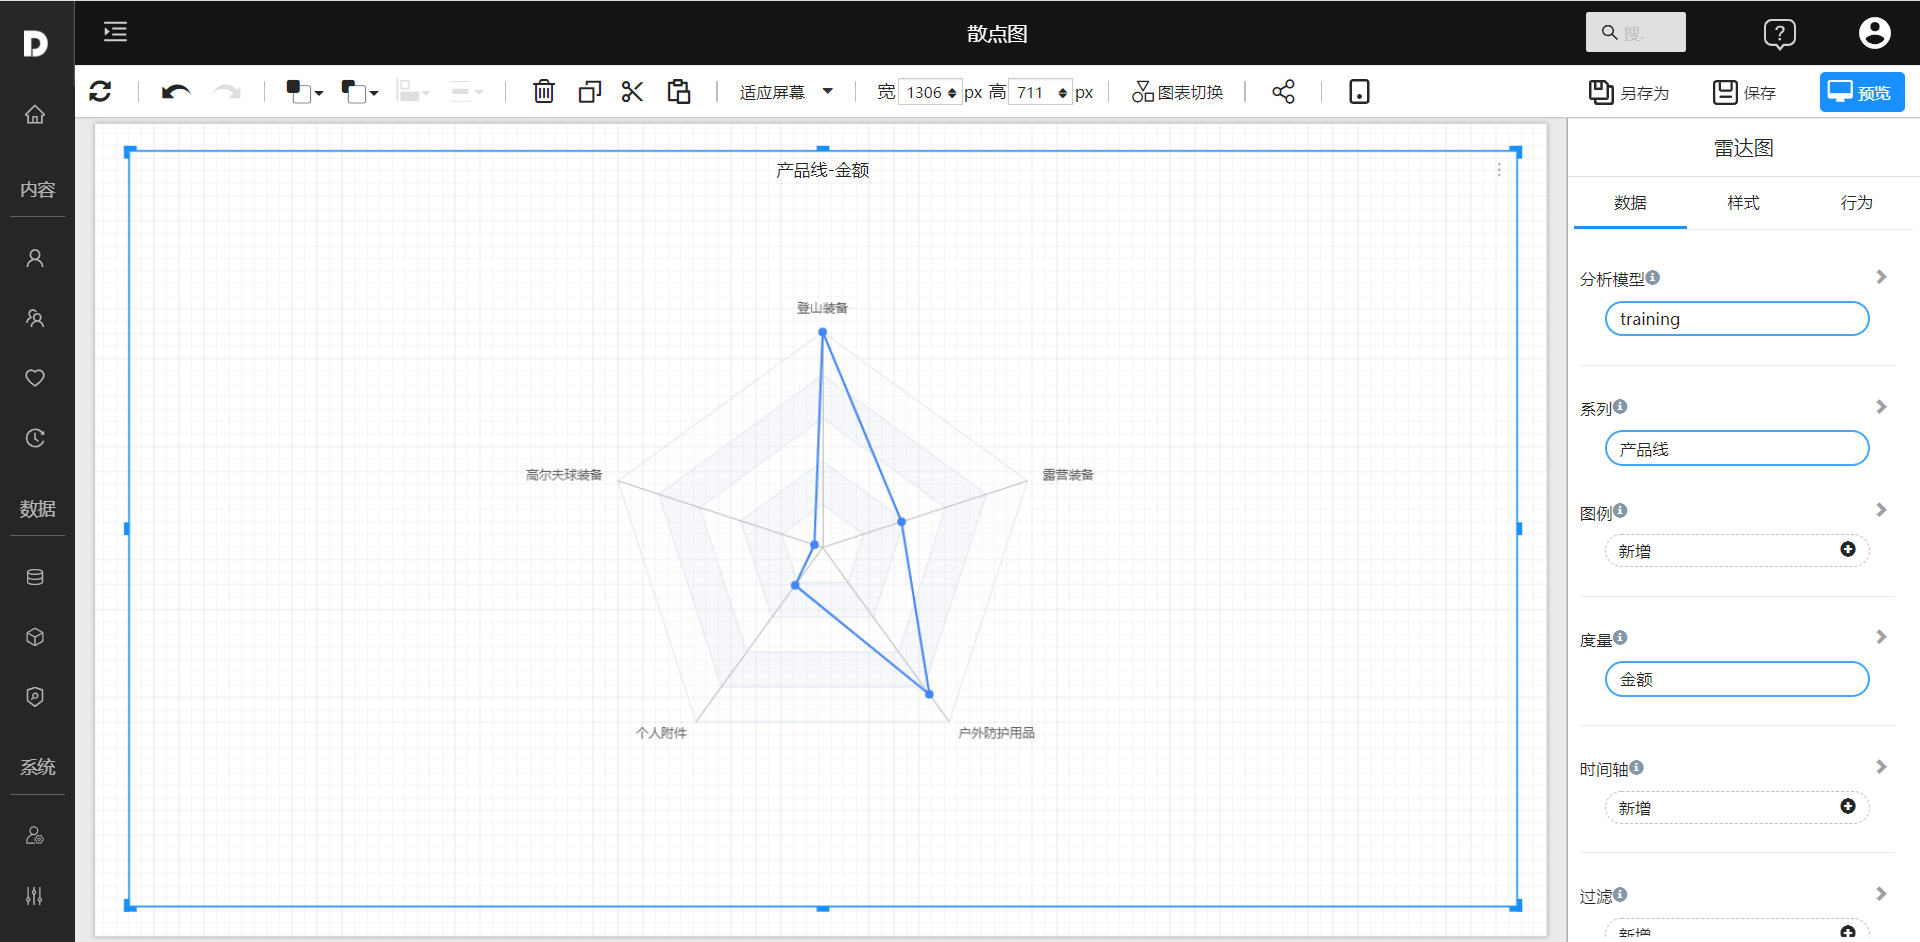 散点图
搜.
适应屏幕
宽 1306 px 高 711 px
图表切换
另存为
保存
预览
内容
数据
系统
产品线-金额
登山装备
高尔夫球装备
露营装备
个人附件
户外防护用品
雷达图
数据 样式 行为
分析模型
training
系列
产品线
图例
新增
度量
金额
时间轴
新增
过滤
新增